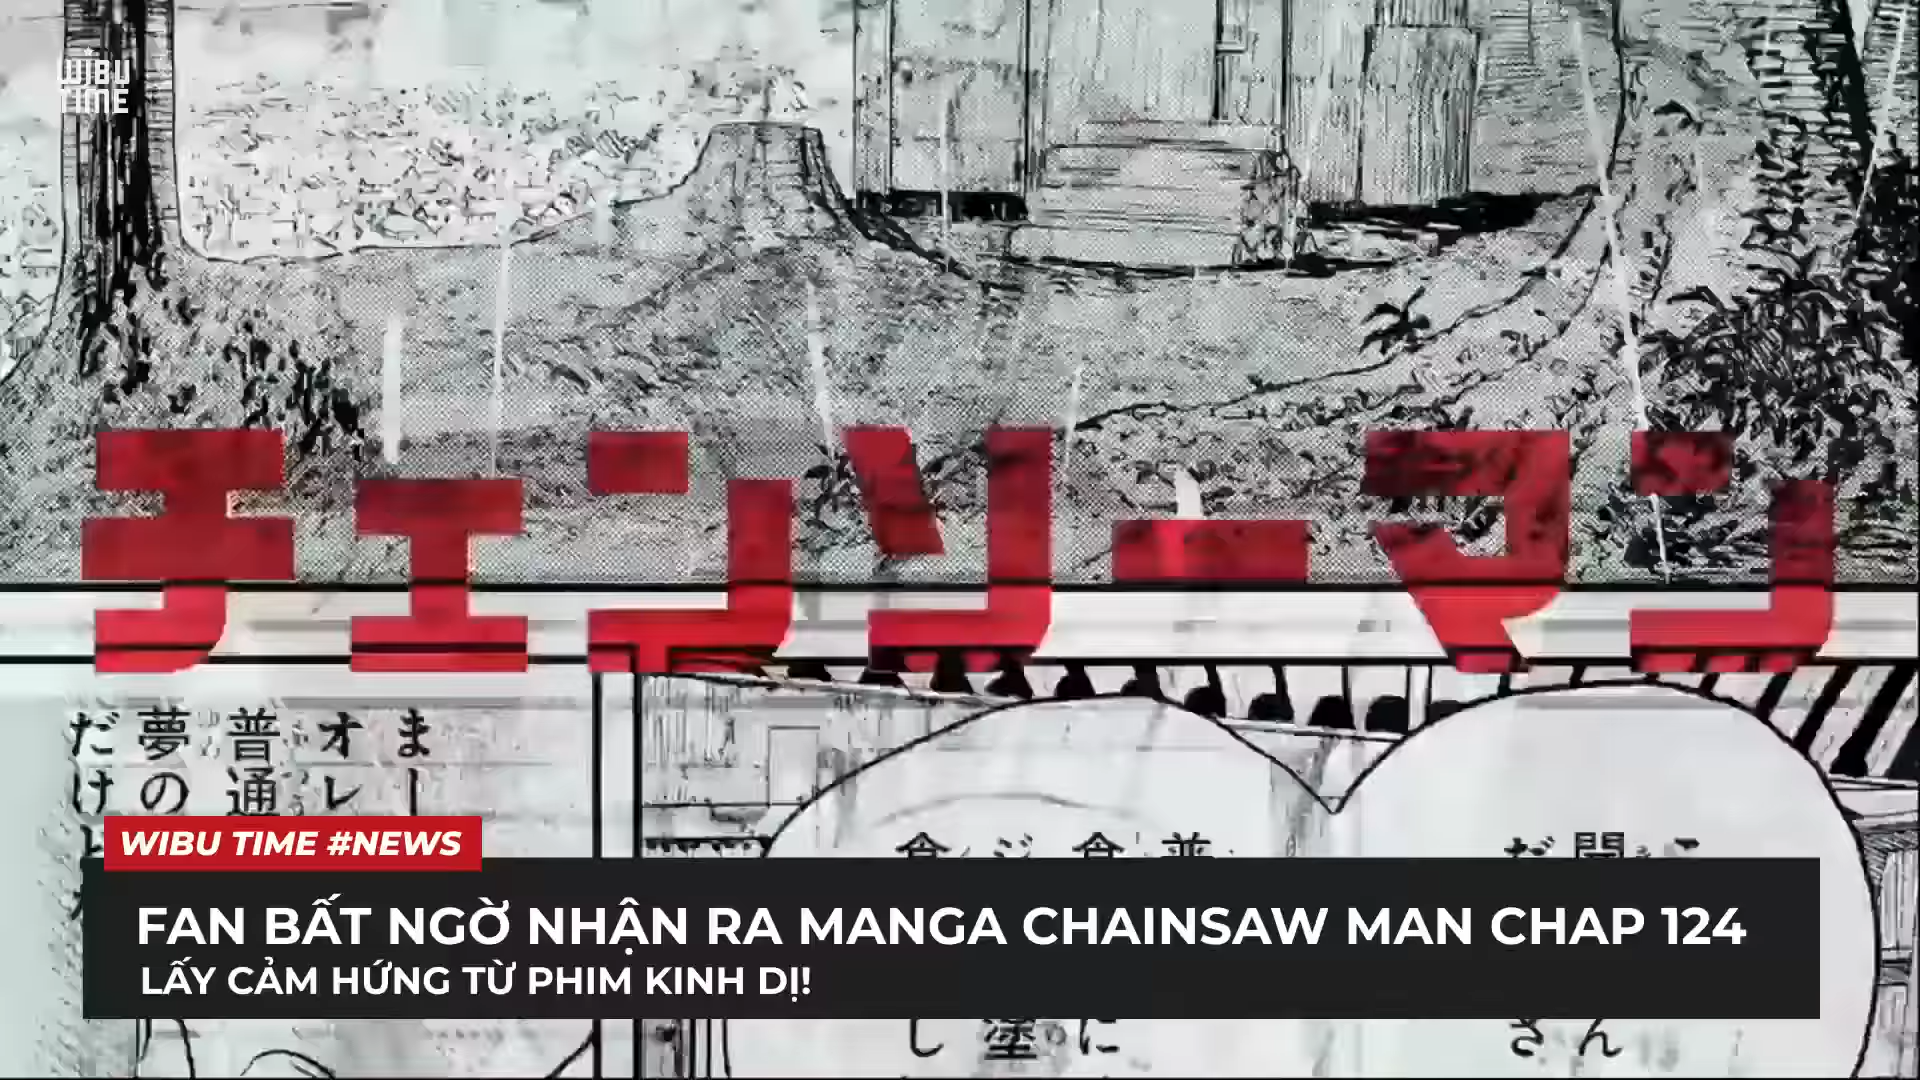 WIBU
TIME
チェンソーマン
まー
オレ
普通
夢の
だけ
WIBU TIME #NEWS
FAN BẤT NGỜ NHẬN RA MANGA CHAINSAW MAN CHAP 124
LẤY CẢM HỨNG TỪ PHIM KINH DỊ!